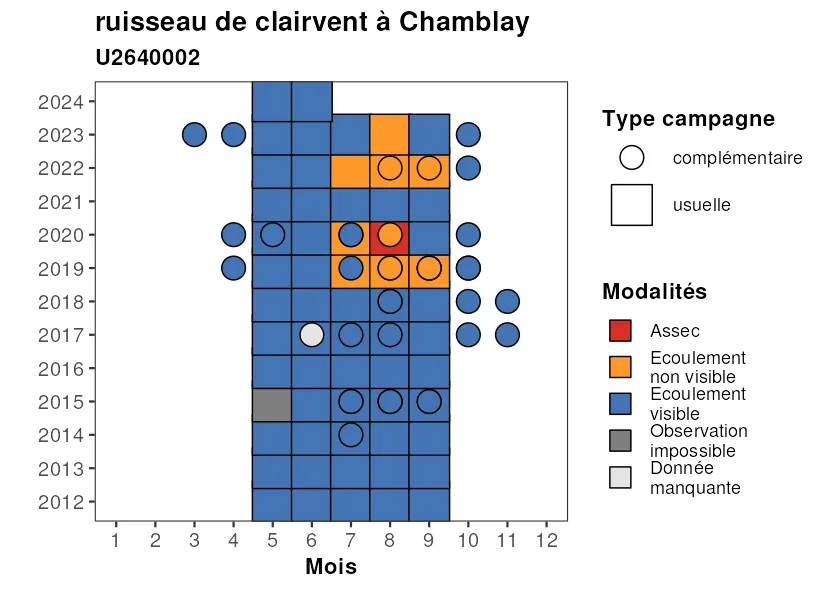 ruisseau de clairvent à Chamblay
U2640002
2024
2023
2022
2021
2020
2019
2018
2017
2016
2015
2014
2013
2012
1 2 3 4 5 6 7 8 9 10 11 12
Mois
Type campagne
complémentaire
usuelle
Modalités
Assec
Ecoulement
non visible
Ecoulement
visible
Observation
impossible
Donnée
manquante